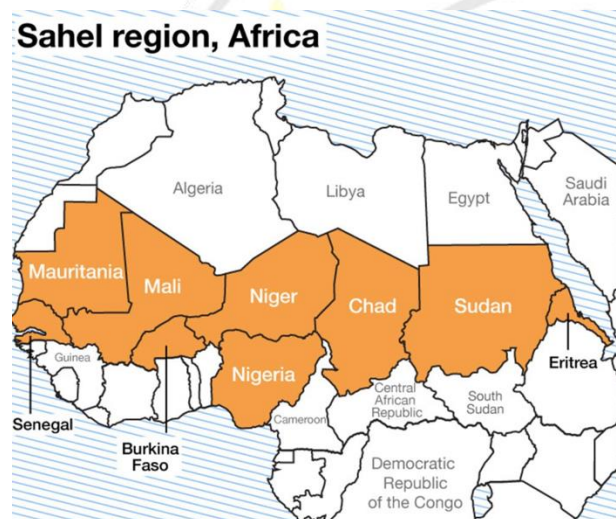 Sahel region, Africa
Algeria
Libya
Egypt
Saudi
Arabia
Mauritania
Mali
Niger
Chad
Sudan
Eritrea
Guinea
Nigeria
Senegal
Burkina
Faso
Cameroon
Central
African
Republic
South
Sudan
Democratic
Republic
of the Congo